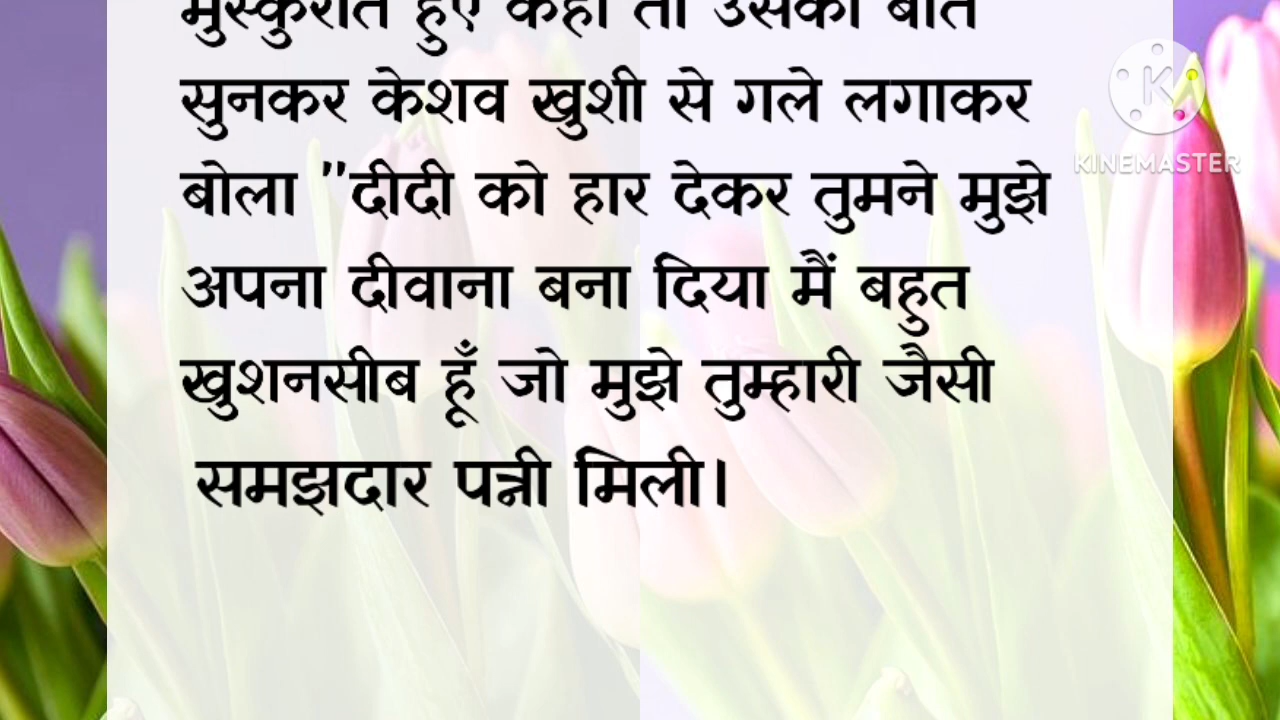 मुस्कुराते हुए कहा तो उसकी बात
सुनकर केशव खुशी से गले लगाकर
बोला "दीदी को हार देकर तुमने मुझे
अपना दीवाना बना दिया मैं बहुत
खुशनसीब हूँ जो मुझे तुम्हारी जैसी
समझदार पत्नी मिली।
KINEMASTER